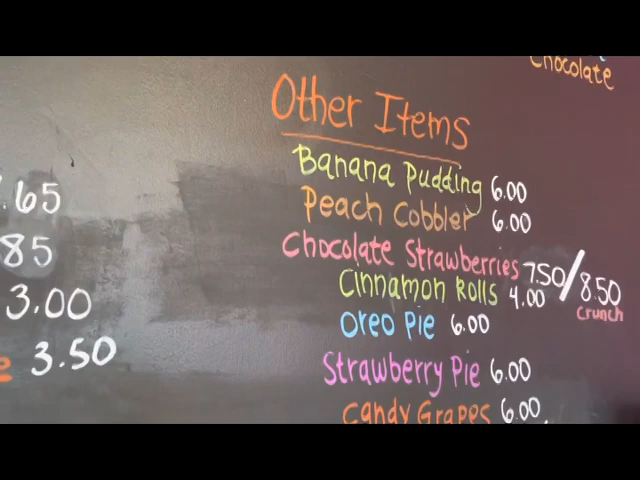 Chocolate
Other Items
Banana Pudding 6.00
Peach Cobbler 6.00
Chocolate Strawberries 7.50/8.50
Crunch
Cinnamon Rolls 4.00
Oreo Pie 6.00
Strawberry Pie 6.00
Candy Grapes 6.00
.65
85
3.00
3.50